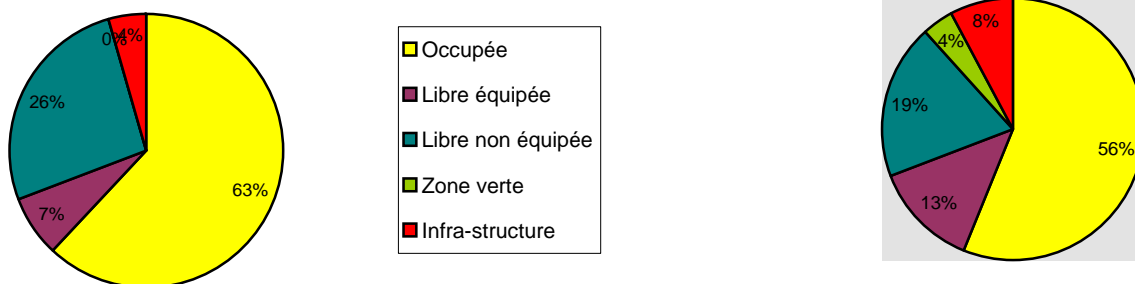 0%
4%
26%
7%
63%
Occupée
Libre équipée
Libre non équipée
Zone verte
Infra-structure
8%
4%
19%
13%
56%